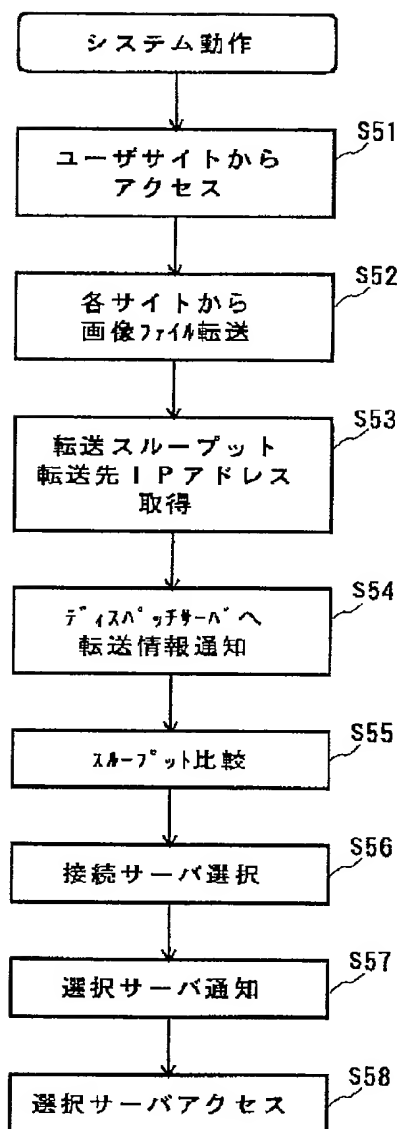 システム動作
S51
ユーザサイトから
アクセス
S52
各サイトから
画像ﾌｧｲﾙ転送
S53
転送スループット
転送先IPアドレス
取得
S54
ﾃﾞｨｽﾊﾟｯﾁｻｰﾊﾞへ
転送情報通知
S55
ｽﾙｰﾌﾟｯﾄ比較
S56
接続サーバ選択
S57
選択サーバ通知
S58
選択サーバアクセス